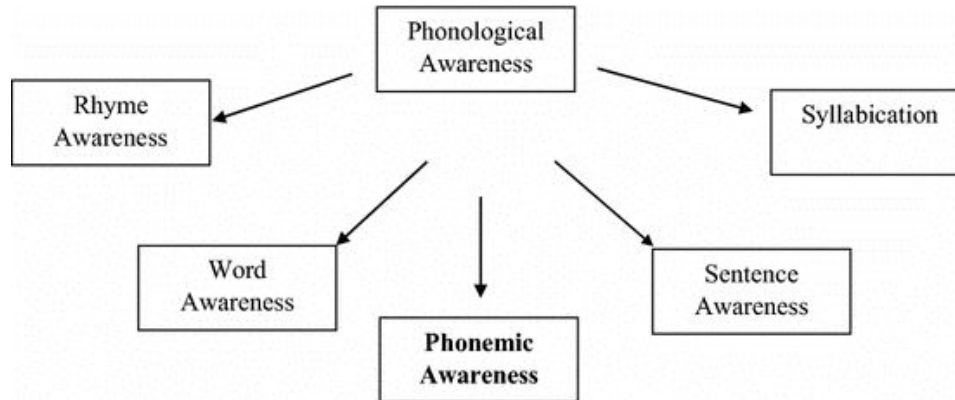 Phonological
Awareness
Rhyme
Awareness
Syllabication
Word
Awareness
Sentence
Awareness
Phonemic
Awareness